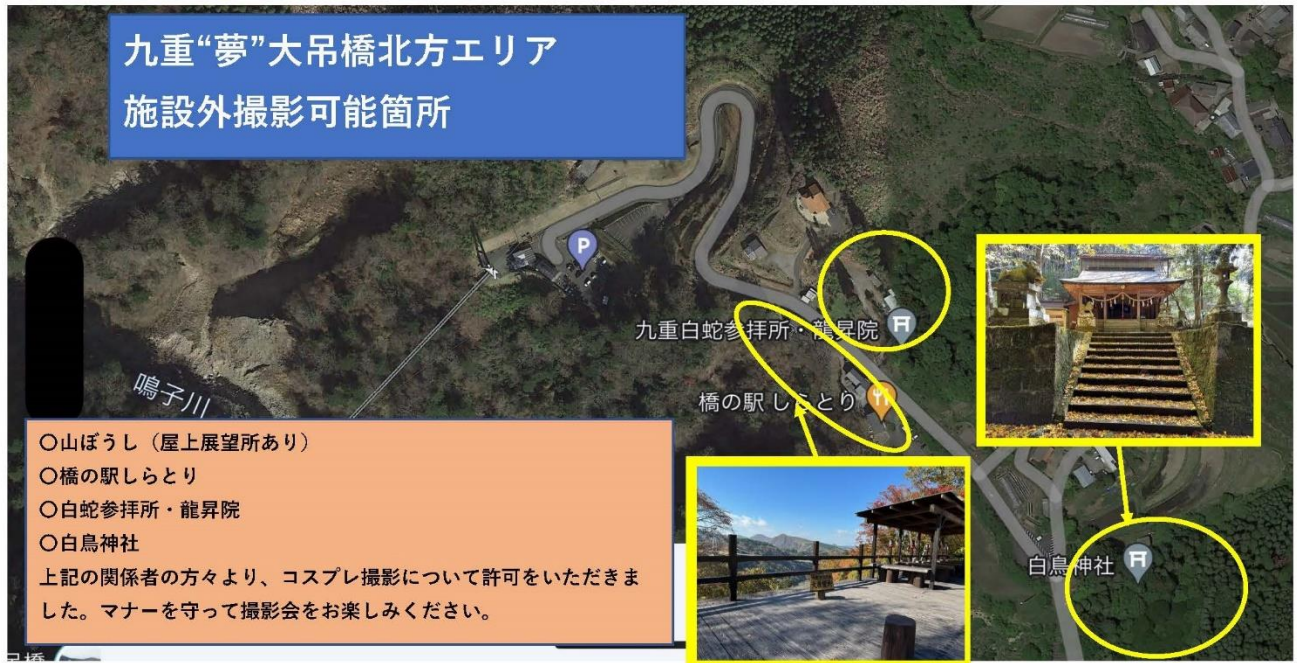 九重“夢”大吊橋北方エリア
施設外撮影可能箇所
P
九重白蛇参拝所・龍昇院
橋の駅 しらとり
鳴子川
白鳥神社
〇山ぼうし（屋上展望所あり）
〇橋の駅しらとり
〇白蛇参拝所・龍昇院
〇白鳥神社
上記の関係者の方々より、コスプレ撮影について許可をいただきま
した。マナーを守って撮影会をお楽しみください。